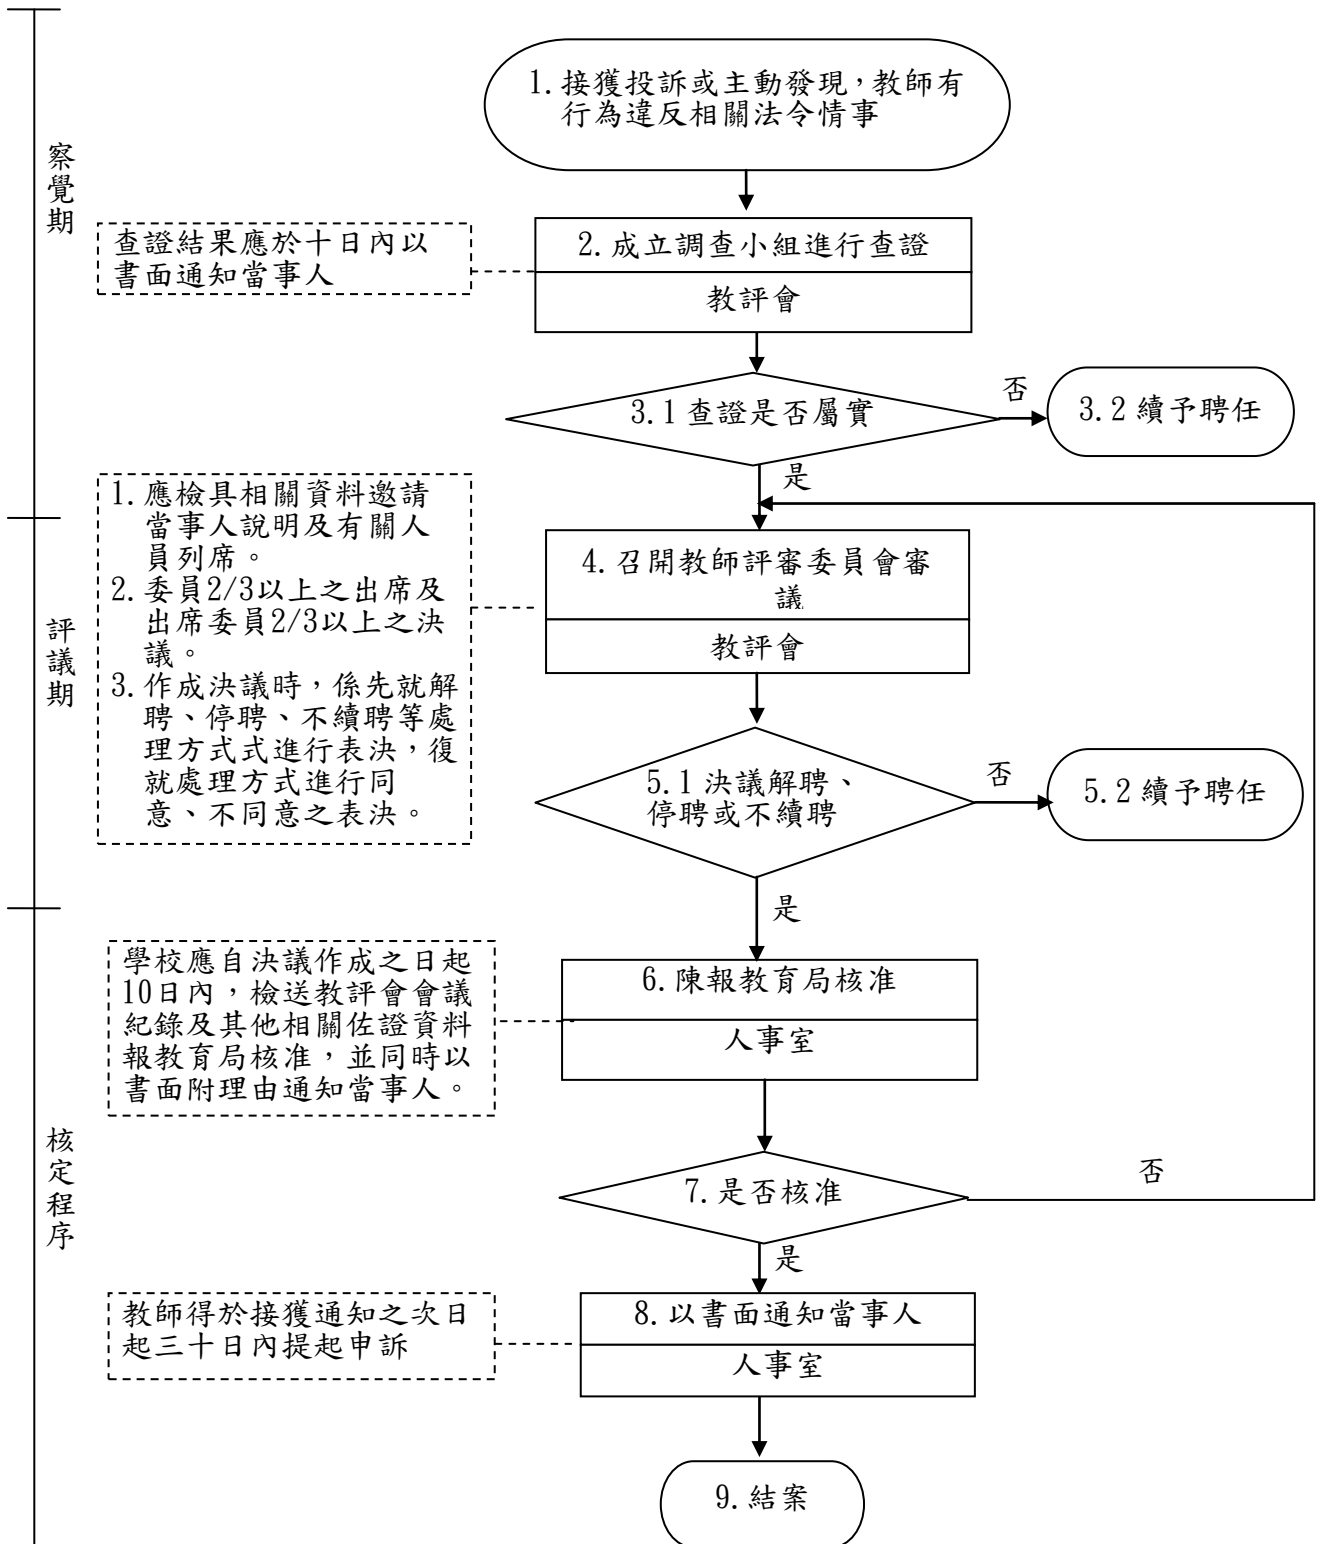 1.接獲投訴或主動發現，教師有
行為違反相關法令情事
察覺期
查證結果應於十日內以
書面通知當事人
2.成立調查小組進行查證
教評會
3.1 查證是否屬實
否
3.2 續予聘任
是
1.應檢具相關資料邀請
當事人說明及有關人
員列席。
2.委員2/3以上之出席及
出席委員2/3以上之決
議。
3.作成決議時，係先就解
聘、停聘、不續聘等處
理方式式進行表決，復
就處理方式進行同
意、不同意之表決。
評議期
4.召開教師評審委員會審
議
教評會
5.1 決議解聘、
停聘或不續聘
否
5.2 續予聘任
是
學校應自決議作成之日起
10日內，檢送教評會會議
紀錄及其他相關佐證資料
報教育局核准，並同時以
書面附理由通知當事人。
6.陳報教育局核准
人事室
核定程序
7.是否核准
否
是
教師得於接獲通知之次日
起三十日內提起申訴
8.以書面通知當事人
人事室
9.結案